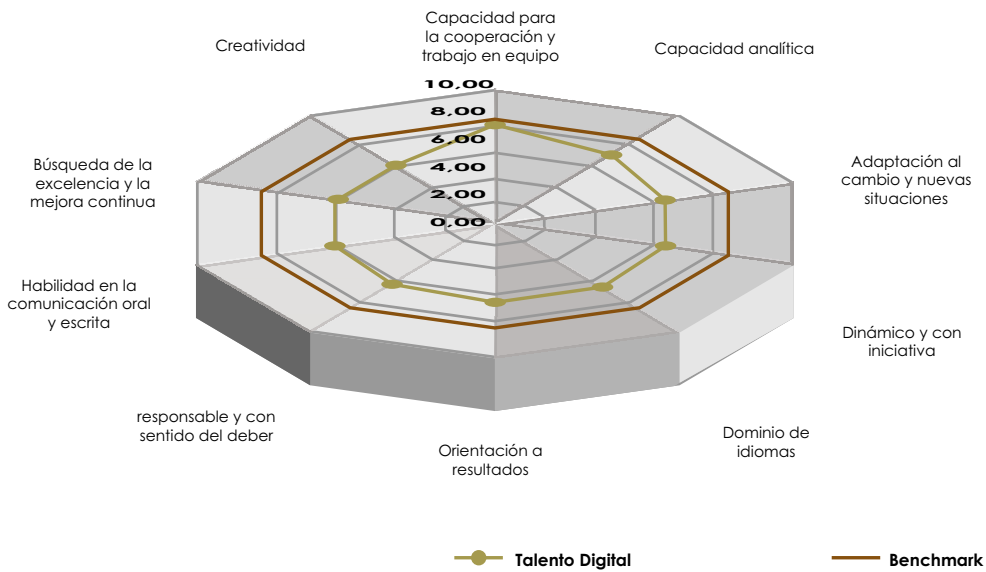 Capacidad para
la cooperación y
trabajo en equipo
Creatividad
Capacidad analítica
10,00
8,00
6,00
4,00
2,00
0,00
Búsqueda de la
excelencia y la
mejora continua
Adaptación al
cambio y nuevas
situaciones
Habilidad en la
comunicación oral
y escrita
Dinámico y con
iniciativa
responsable y con
sentido del deber
Orientación a
resultados
Dominio de
idiomas
Talento Digital
Benchmark